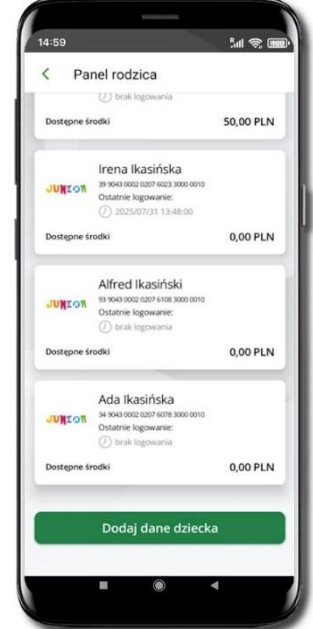 14:59
Panel rodzica
brak logowania
Dostępne środki 50,00 PLN
Irena Ikasińska
JUNIOR
39 9043 0002 0207 6023 3000 0010
Ostatnie logowanie:
2025/07/31 13:48:00
Dostępne środki 0,00 PLN
Alfred Ikasiński
JUNIOR
93 9043 0002 0207 6108 3000 0010
Ostatnie logowanie:
brak logowania
Dostępne środki 0,00 PLN
Ada Ikasińska
JUNIOR
34 9043 0002 0207 6078 3000 0010
Ostatnie logowanie:
brak logowania
Dostępne środki 0,00 PLN
Dodaj dane dziecka